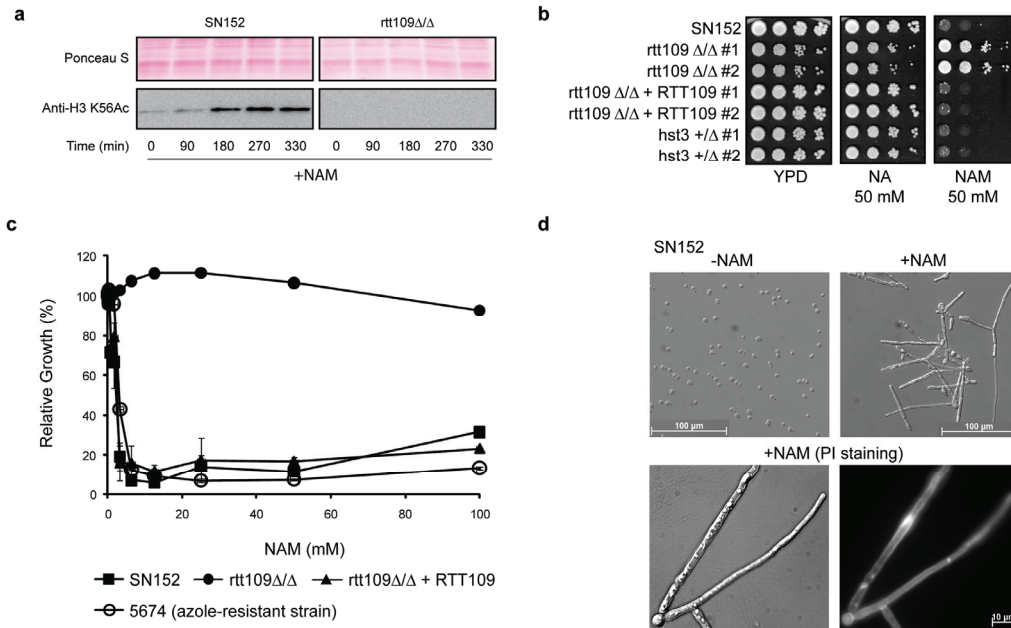 a
SN152
rtt109Δ/Δ
Ponceau S
Anti-H3 K56Ac
Time (min) 0 90 180 270 330 0 90 180 270 330
+NAM
b
SN152
rtt109 Δ/Δ #1
rtt109 Δ/Δ #2
rtt109 Δ/Δ + RTT109 #1
rtt109 Δ/Δ + RTT109 #2
hst3 +/Δ #1
hst3 +/Δ #2
YPD
NA
50 mM
NAM
50 mM
c
Relative Growth (%)
120
100
80
60
40
20
0
0 20 40 60 80 100
NAM (mM)
SN152 rtt109Δ/Δ rtt109Δ/Δ + RTT109
5674 (azole-resistant strain)
d
SN152
-NAM
+NAM
100 µm
100 µm
+NAM (PI staining)
10 µm